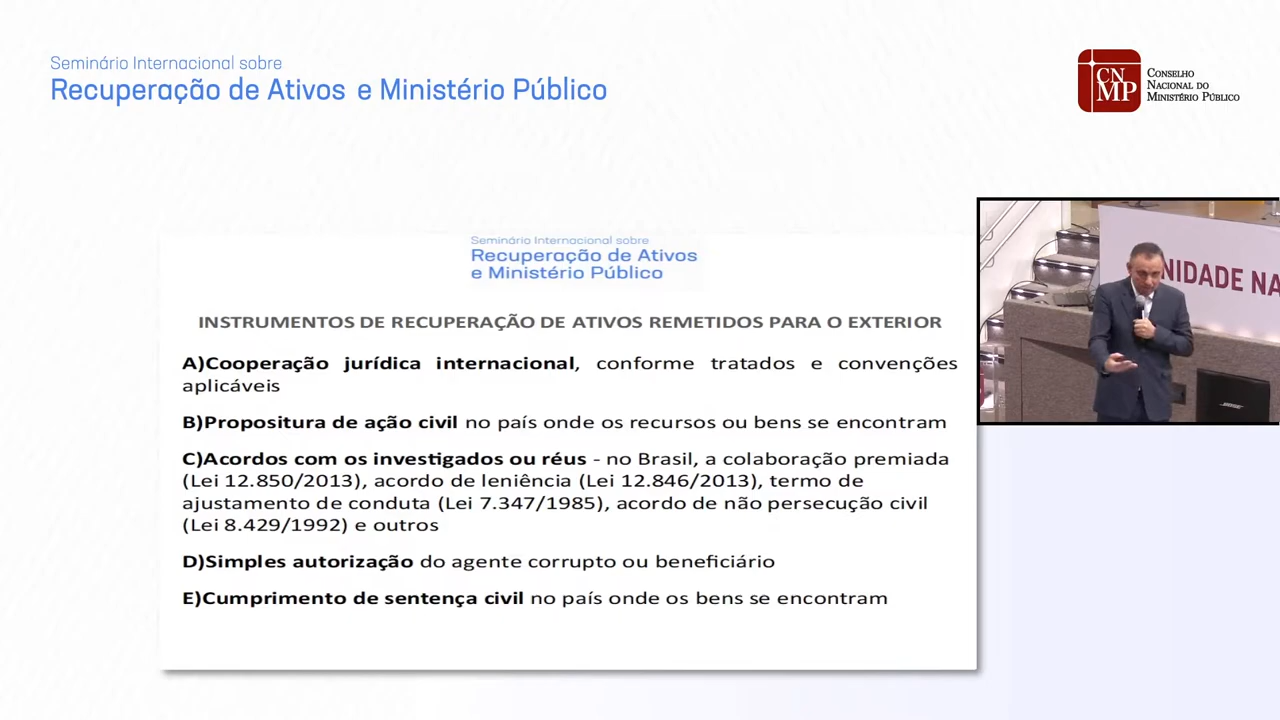 Seminário Internacional sobre
Recuperação de Ativos e Ministério Público
CN
MP
CONSELHO
NACIONAL DO
MINISTÉRIO PÚBLICO
Seminário Internacional sobre
Recuperação de Ativos
e Ministério Público
INSTRUMENTOS DE RECUPERAÇÃO DE ATIVOS REMETIDOS PARA O EXTERIOR
A)Cooperação jurídica internacional, conforme tratados e convenções
aplicáveis
B)Propositura de ação civil no país onde os recursos ou bens se encontram
C)Acordos com os investigados ou réus - no Brasil, a colaboração premiada
(Lei 12.850/2013), acordo de leniência (Lei 12.846/2013), termo de
ajustamento de conduta (Lei 7.347/1985), acordo de não persecução civil
(Lei 8.429/1992) e outros
D)Simples autorização do agente corrupto ou beneficiário
E)Cumprimento de sentença civil no país onde os bens se encontram
NIDADE NA
BOSE